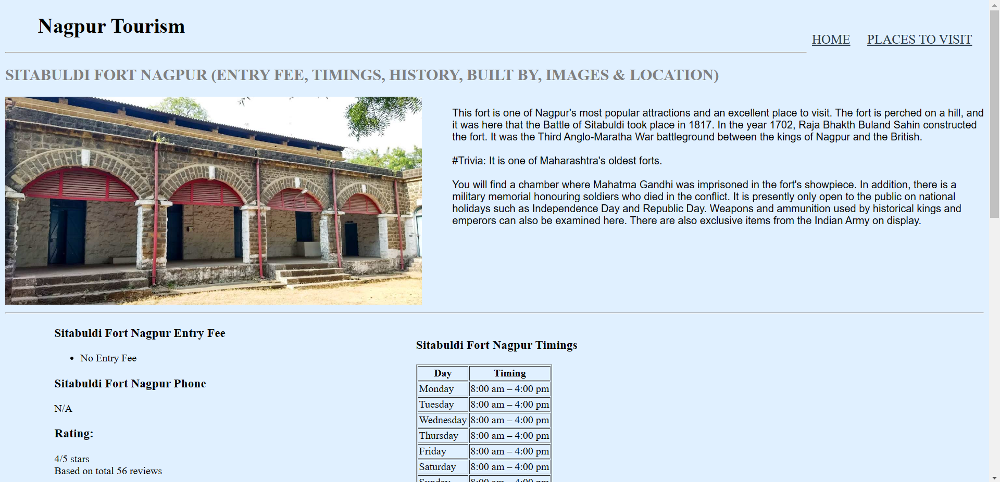 Nagpur Tourism
HOME PLACES TO VISIT
SITABULDI FORT NAGPUR (ENTRY FEE, TIMINGS, HISTORY, BUILT BY, IMAGES & LOCATION)
This fort is one of Nagpur's most popular attractions and an excellent place to visit. The fort is perched on a hill, and
it was here that the Battle of Sitabuldi took place in 1817. In the year 1702, Raja Bhakth Buland Sahin constructed
the fort. It was the Third Anglo-Maratha War battleground between the kings of Nagpur and the British.
#Trivia: It is one of Maharashtra's oldest forts.
You will find a chamber where Mahatma Gandhi was imprisoned in the fort's showpiece. In addition, there is a
military memorial honouring soldiers who died in the conflict. It is presently only open to the public on national
holidays such as Independence Day and Republic Day. Weapons and ammunition used by historical kings and
emperors can also be examined here. There are also exclusive items from the Indian Army on display.
Sitabuldi Fort Nagpur Entry Fee
• No Entry Fee
Sitabuldi Fort Nagpur Phone
N/A
Rating:
4/5 stars
Based on total 56 reviews
Sitabuldi Fort Nagpur Timings
Day Timing
Monday 8:00 am – 4:00 pm
Tuesday 8:00 am – 4:00 pm
Wednesday 8:00 am – 4:00 pm
Thursday 8:00 am – 4:00 pm
Friday 8:00 am – 4:00 pm
Saturday 8:00 am – 4:00 pm
Sunday 8:00 am – 4:00 pm